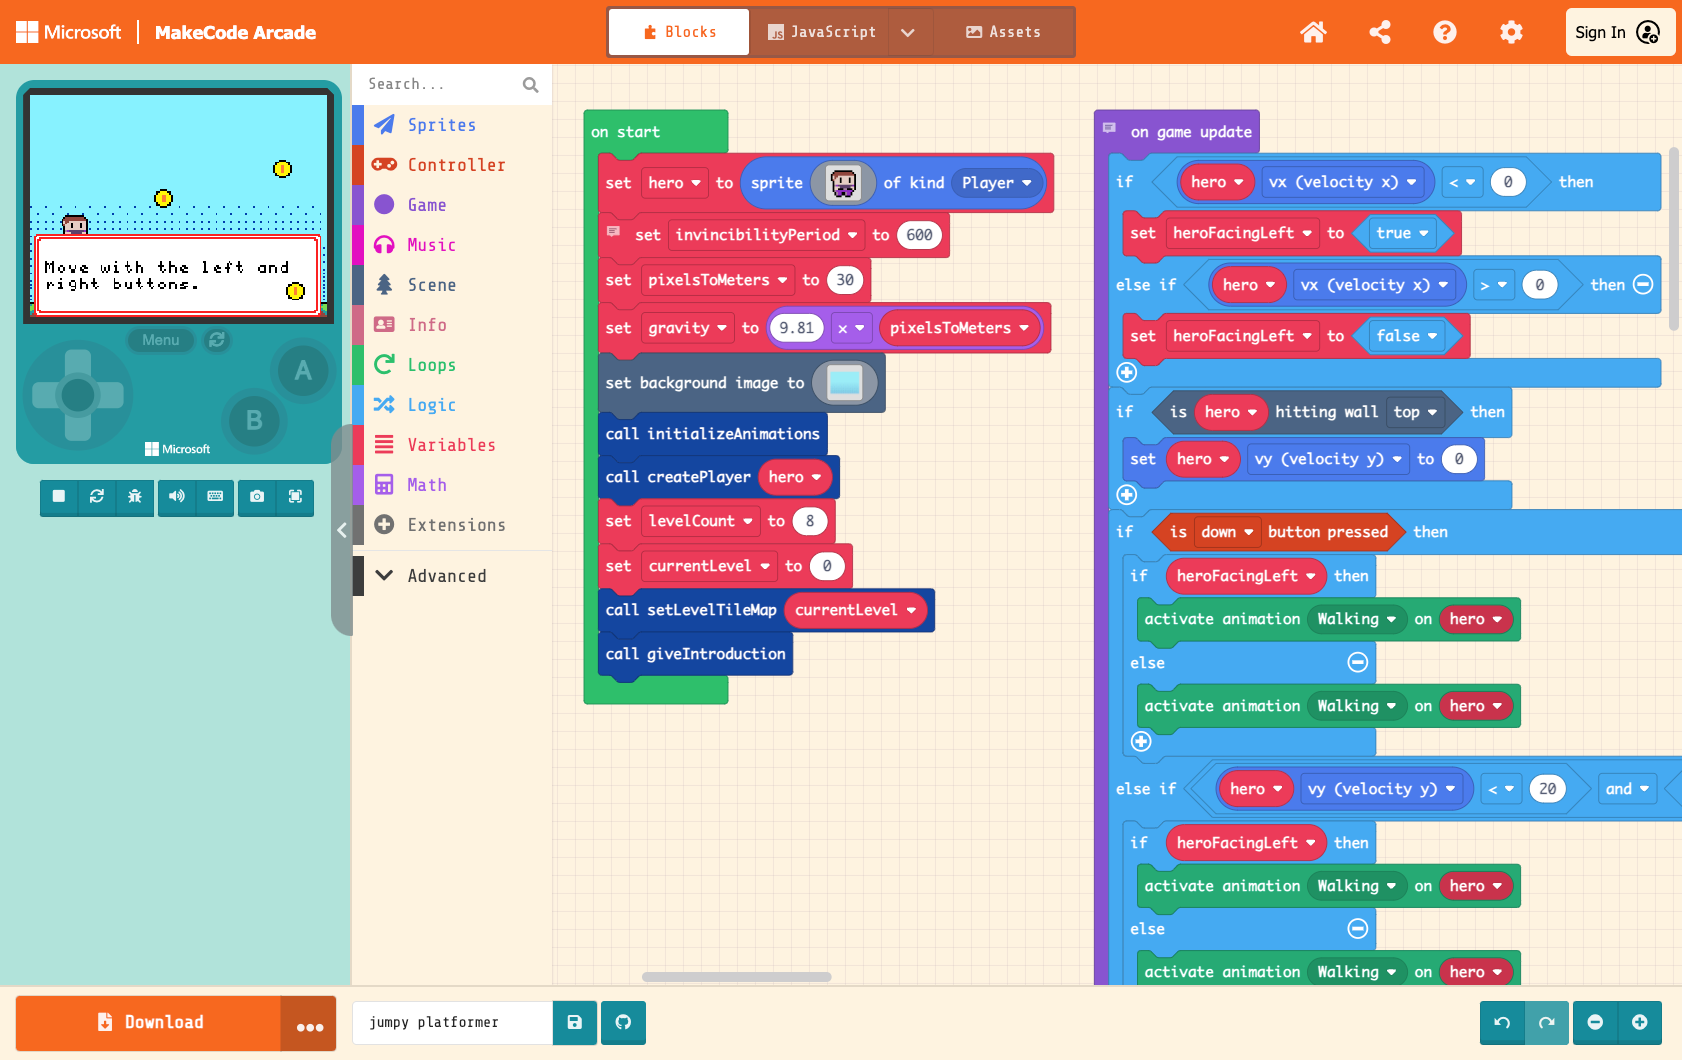 Microsoft | MakeCode Arcade
Blocks
JavaScript
Assets
Sign In
Move with the left and
right buttons.
Menu
A
B
Microsoft
Search...
Sprites
Controller
Game
Music
Scene
Info
Loops
Logic
Variables
Math
Extensions
Advanced
on start
set hero to sprite of kind Player
set invincibilityPeriod to 600
set pixelsToMeters to 30
set gravity to 9.81 × pixelsToMeters
set background image to
call initializeAnimations
call createPlayer hero
set levelCount to 8
set currentLevel to 0
call setLevelTileMap currentLevel
call giveIntroduction
on game update
if hero vx (velocity x) < 0 then
set heroFacingLeft to true
else if hero vx (velocity x) > 0 then
set heroFacingLeft to false
if is hero hitting wall top then
set hero vy (velocity y) to 0
if is down button pressed then
if heroFacingLeft then
activate animation Walking on hero
else
activate animation Walking on hero
else if hero vy (velocity y) < 20 and
if heroFacingLeft then
activate animation Walking on hero
else
activate animation Walking on hero
Download
jumpy platformer